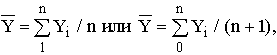 Y̅ = ∑₁ⁿ Yᵢ / n или Y̅ = ∑₀ⁿ Yᵢ / (n + 1),